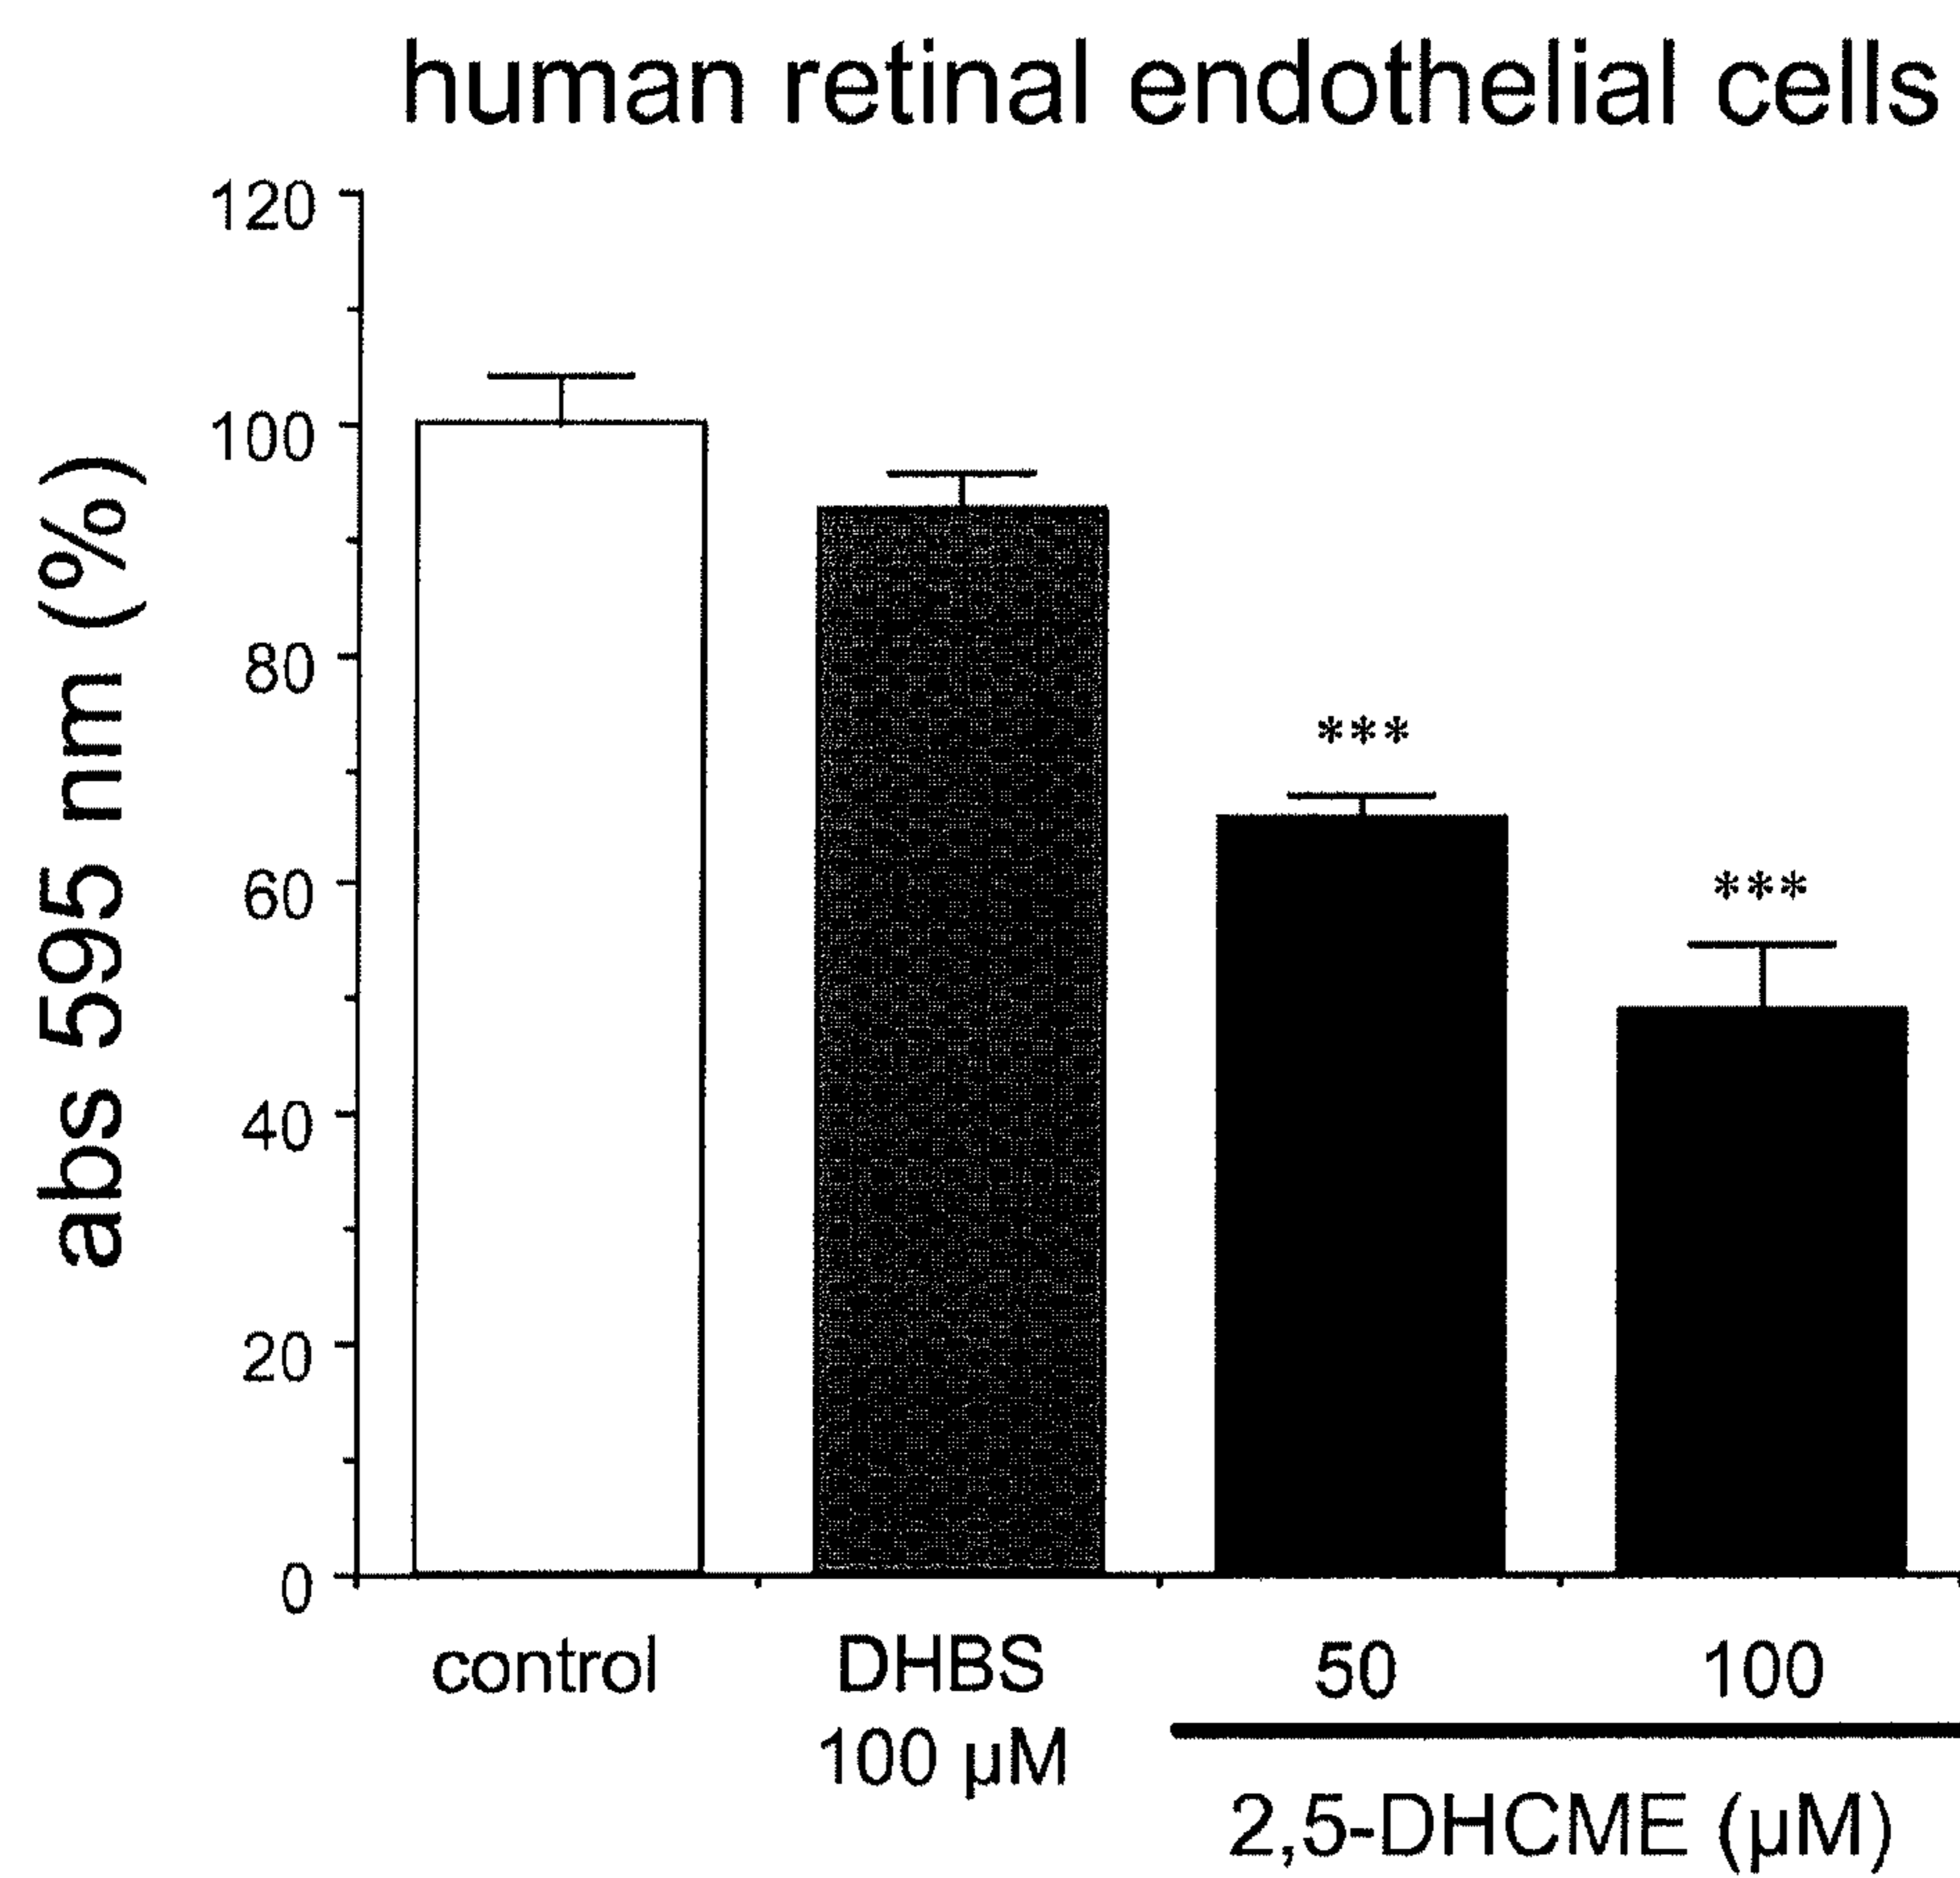 human retinal endothelial cells
abs 595 nm (%)
120
100
80
60
40
20
0
***
***
control
DHBS
100 µM
50
100
2,5-DHCME (µM)